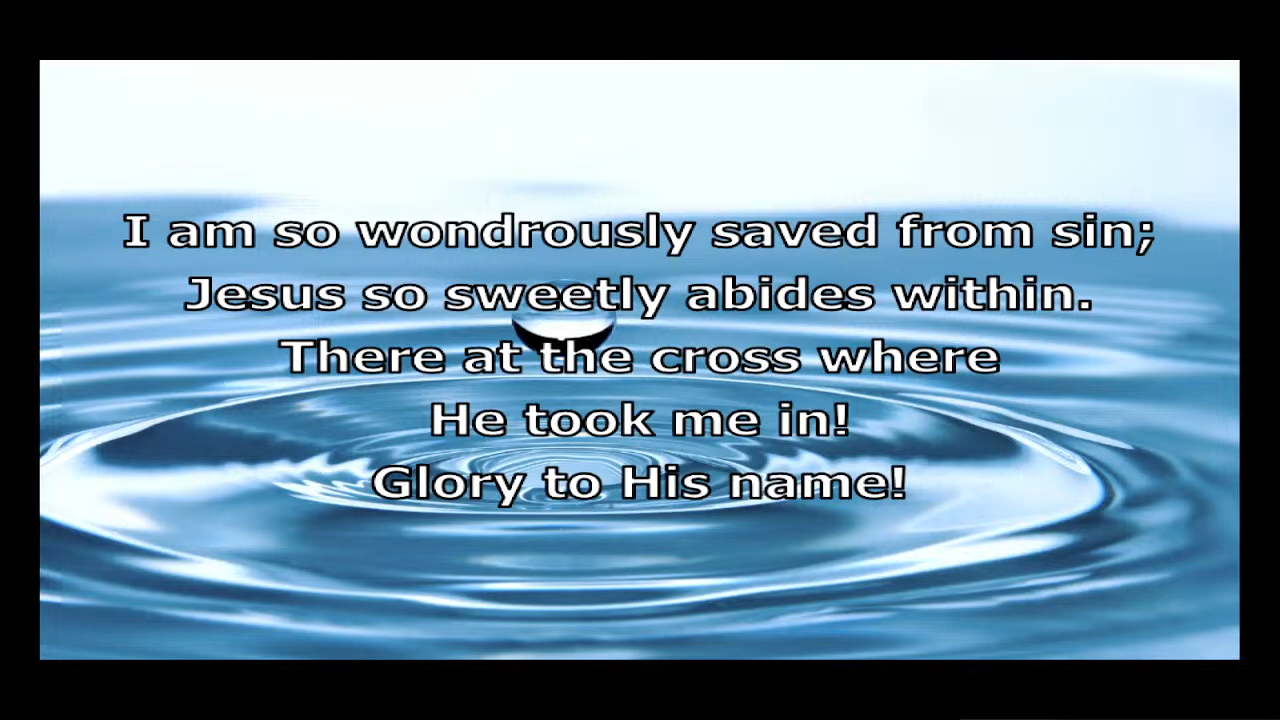 I am so wondrously saved from sin;
Jesus so sweetly abides within.
There at the cross where
He took me in!
Glory to His name!